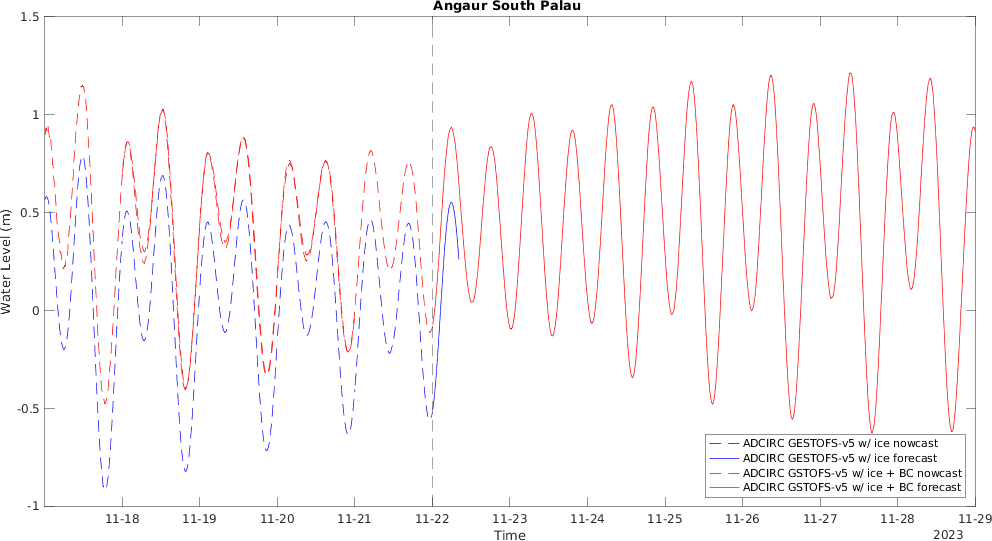 Angaur South Palau
1.5
1
0.5
0
-0.5
-1
Water Level (m)
11-18
11-19
11-20
11-21
11-22
11-23
11-24
11-25
11-26
11-27
11-28
11-29
Time
2023
ADCIRC GESTOFS-v5 w/ ice nowcast
ADCIRC GESTOFS-v5 w/ ice forecast
ADCIRC GSTOFS-v5 w/ ice + BC nowcast
ADCIRC GSTOFS-v5 w/ ice + BC forecast